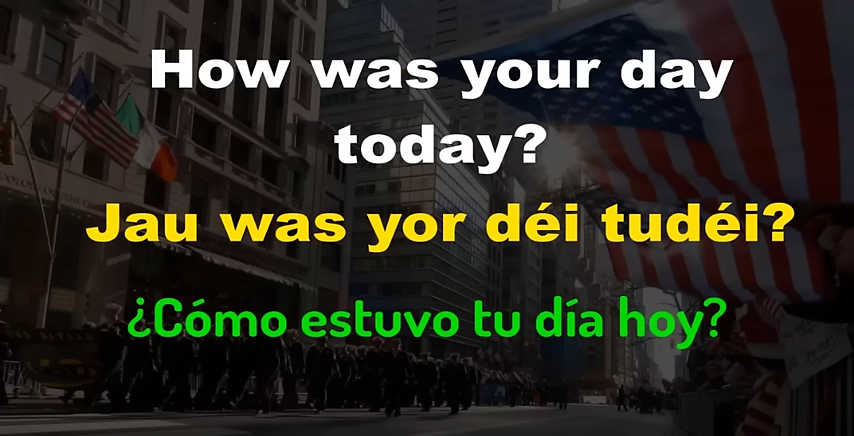 How was your day
today?
Jau was yor déi tudéi?
¿Cómo estuvo tu día hoy?